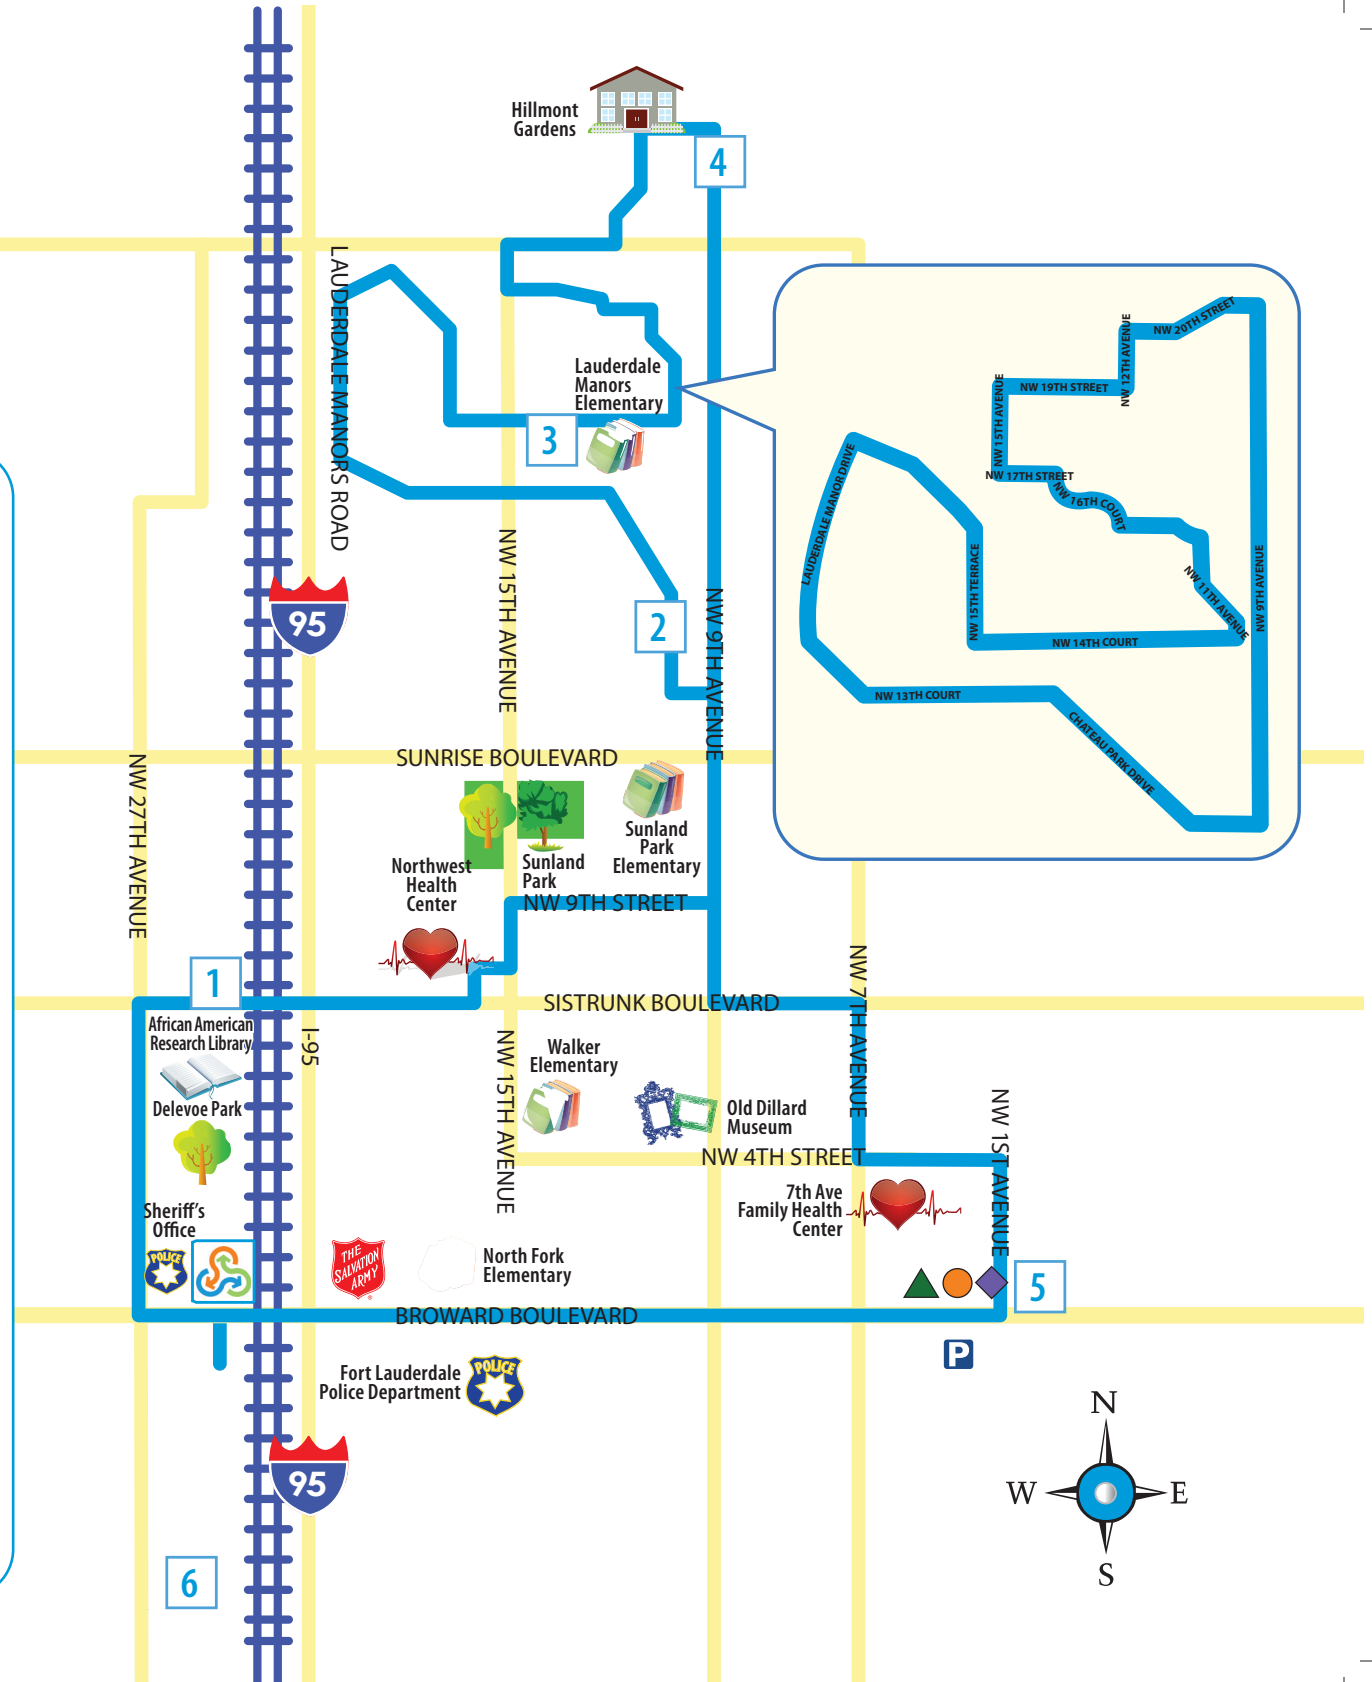 Hillmont
Gardens
4
LAUDERDALE MANORS ROAD
NW 20TH STREET
NW 12TH AVENUE
NW 19TH STREET
NW 15TH AVENUE
NW 17TH STREET
NW 16TH COURT
LAUDERDALE MANOR DRIVE
NW 15TH TERRACE
NW 11TH AVENUE
NW 9TH AVENUE
NW 14TH COURT
NW 13TH COURT
CHATEAU PARK DRIVE
Lauderdale
Manors
Elementary
3
NW 15TH AVENUE
95
2
NW 9TH AVENUE
SUNRISE BOULEVARD
NW 27TH AVENUE
Sunland
Park
Elementary
Northwest
Health
Center
Sunland
Park
NW 9TH STREET
1
SISTRUNK BOULEVARD
NW 7TH AVENUE
African American
Research Library
I-95
NW 15TH AVENUE
Walker
Elementary
Delevoe Park
Old Dillard
Museum
NW 1ST AVENUE
NW 4TH STREET
7th Ave
Family Health
Center
Sheriff's
Office
POLICE
THE
SALVATION
ARMY
North Fork
Elementary
5
BROWARD BOULEVARD
P
Fort Lauderdale
Police Department
POLICE
95
N
W
E
S
6